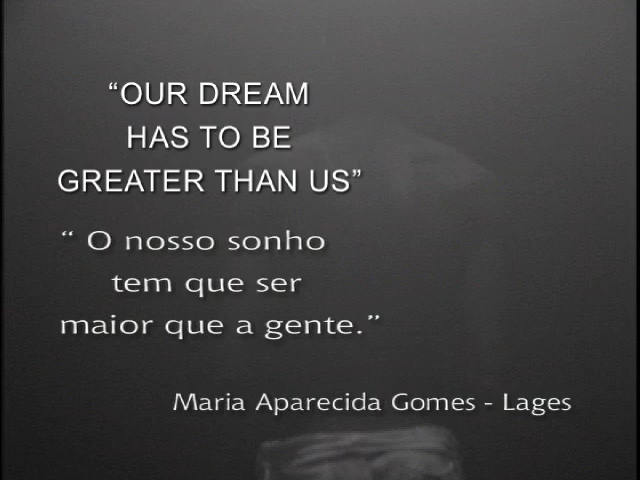 “OUR DREAM
HAS TO BE
GREATER THAN US”
“ O nosso sonho
tem que ser
maior que a gente.”
Maria Aparecida Gomes - Lages